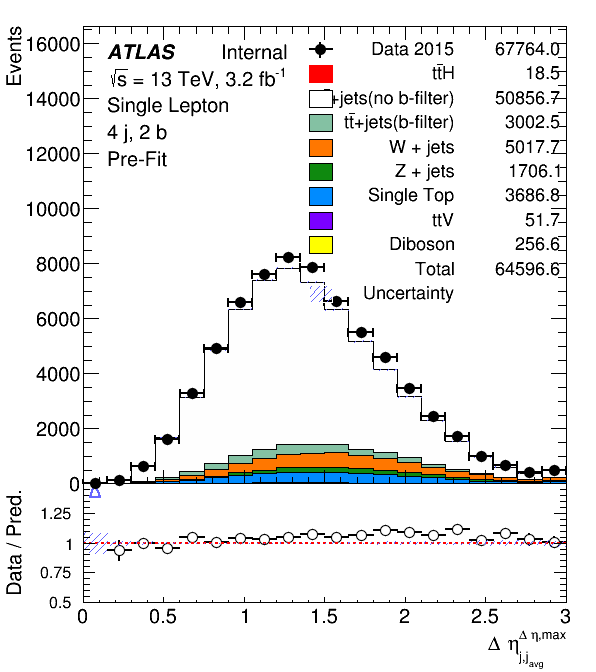 Events
16000
14000
12000
10000
8000
6000
4000
2000
0
ATLAS Internal
√s = 13 TeV, 3.2 fb⁻¹
Single Lepton
4 j, 2 b
Pre-Fit
Data 2015 67764.0
tt̄H 18.5
+jets(no b-filter) 50856.7
tt̄+jets(b-filter) 3002.5
W + jets 5017.7
Z + jets 1706.1
Single Top 3686.8
ttV 51.7
Diboson 256.6
Total 64596.6
Uncertainty
Data / Pred.
1.25
1
0.75
0.5
0 0.5 1 1.5 2 2.5 3
Δ η j,j avg Δ η,max